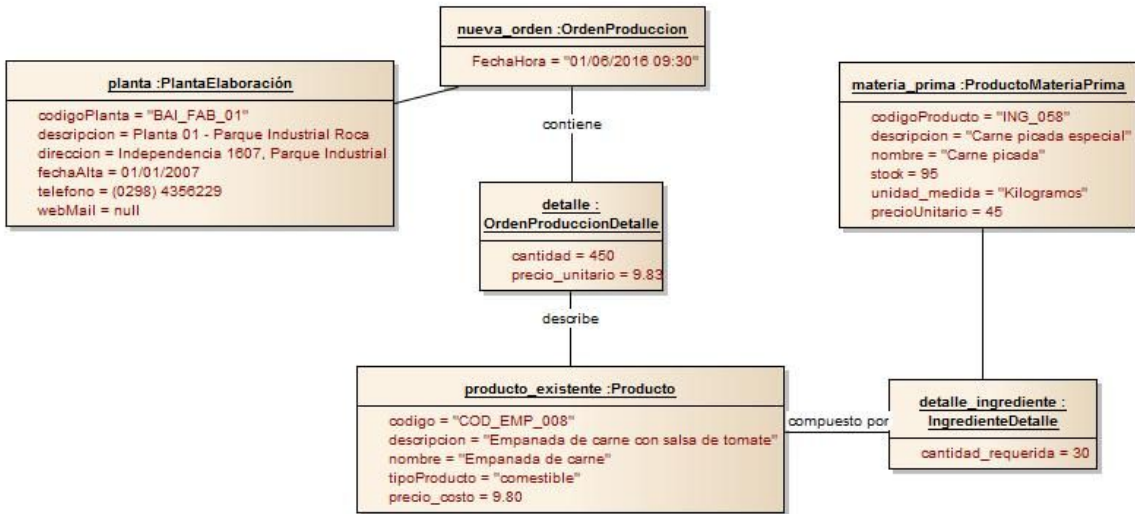 nueva_orden :OrdenProduccion
FechaHora = "01/06/2016 09:30"
planta :PlantaElaboración
codigoPlanta = "BAI_FAB_01"
descripcion = Planta 01 - Parque Industrial Roca
direccion = Independencia 1607, Parque Industrial
fechaAlta = 01/01/2007
telefono = (0298) 4356229
webMail = null
materia_prima :ProductoMateriaPrima
codigoProducto = "ING_058"
descripcion = "Carne picada especial"
nombre = "Carne picada"
stock = 95
unidad_medida = "Kilogramos"
precioUnitario = 45
contiene
detalle :
OrdenProduccionDetalle
cantidad = 450
precio_unitario = 9.83
describe
producto_existente :Producto
codigo = "COD_EMP_008"
descripcion = "Empanada de carne con salsa de tomate"
nombre = "Empanada de carne"
tipoProducto = "comestible"
precio_costo = 9.80
compuesto por
detalle_ingrediente :
IngredienteDetalle
cantidad_requerida = 30